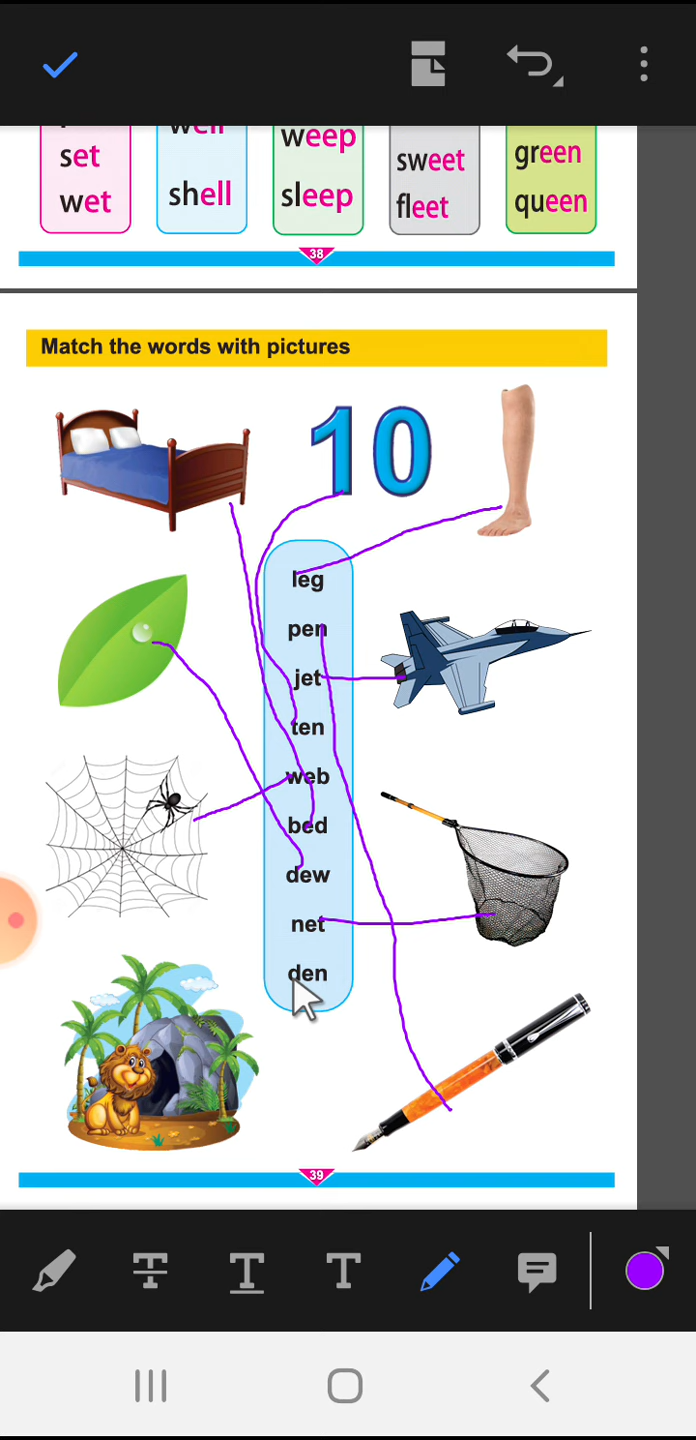 set
wet
well
shell
weep
sleep
sweet
fleet
green
queen
38
Match the words with pictures
10
leg
pen
jet
ten
web
bed
dew
net
den
39
T
T
T